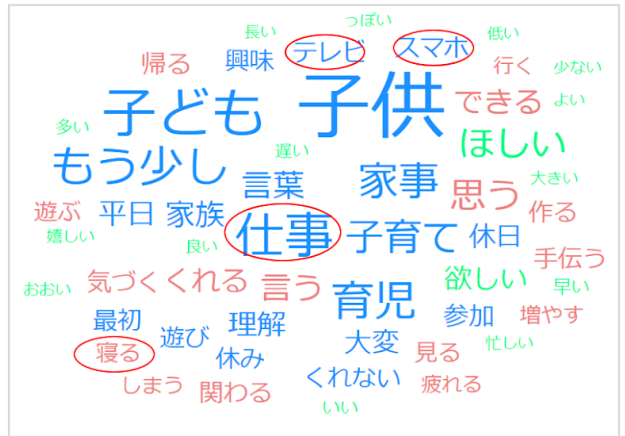 長い っぽい
テレビ スマホ 低い
帰る 興味 行く 少ない
子ども 子供 できる よい
多い ほしい
もう少し 遅い
言葉 家事 思う 大きい
遊ぶ 平日 家族 作る
嬉しい 良い 仕事 子育て 休日
手伝う
おおい 気づく くれる 言う 欲しい 早い
育児
最初 遊び 理解 参加 増やす
寝る 休み 大変 見る 忙しい
しまう 関わる くれない 疲れる
いい